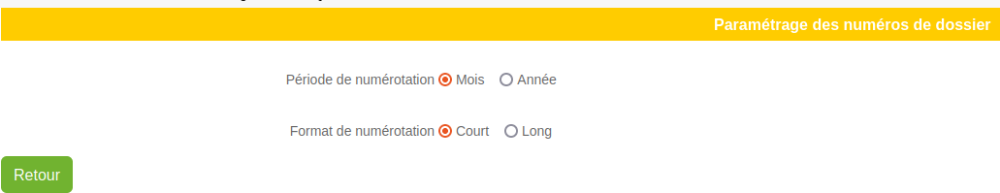 Paramétrage des numéros de dossier
Période de numérotation Mois Année
Format de numérotation Court Long
Retour